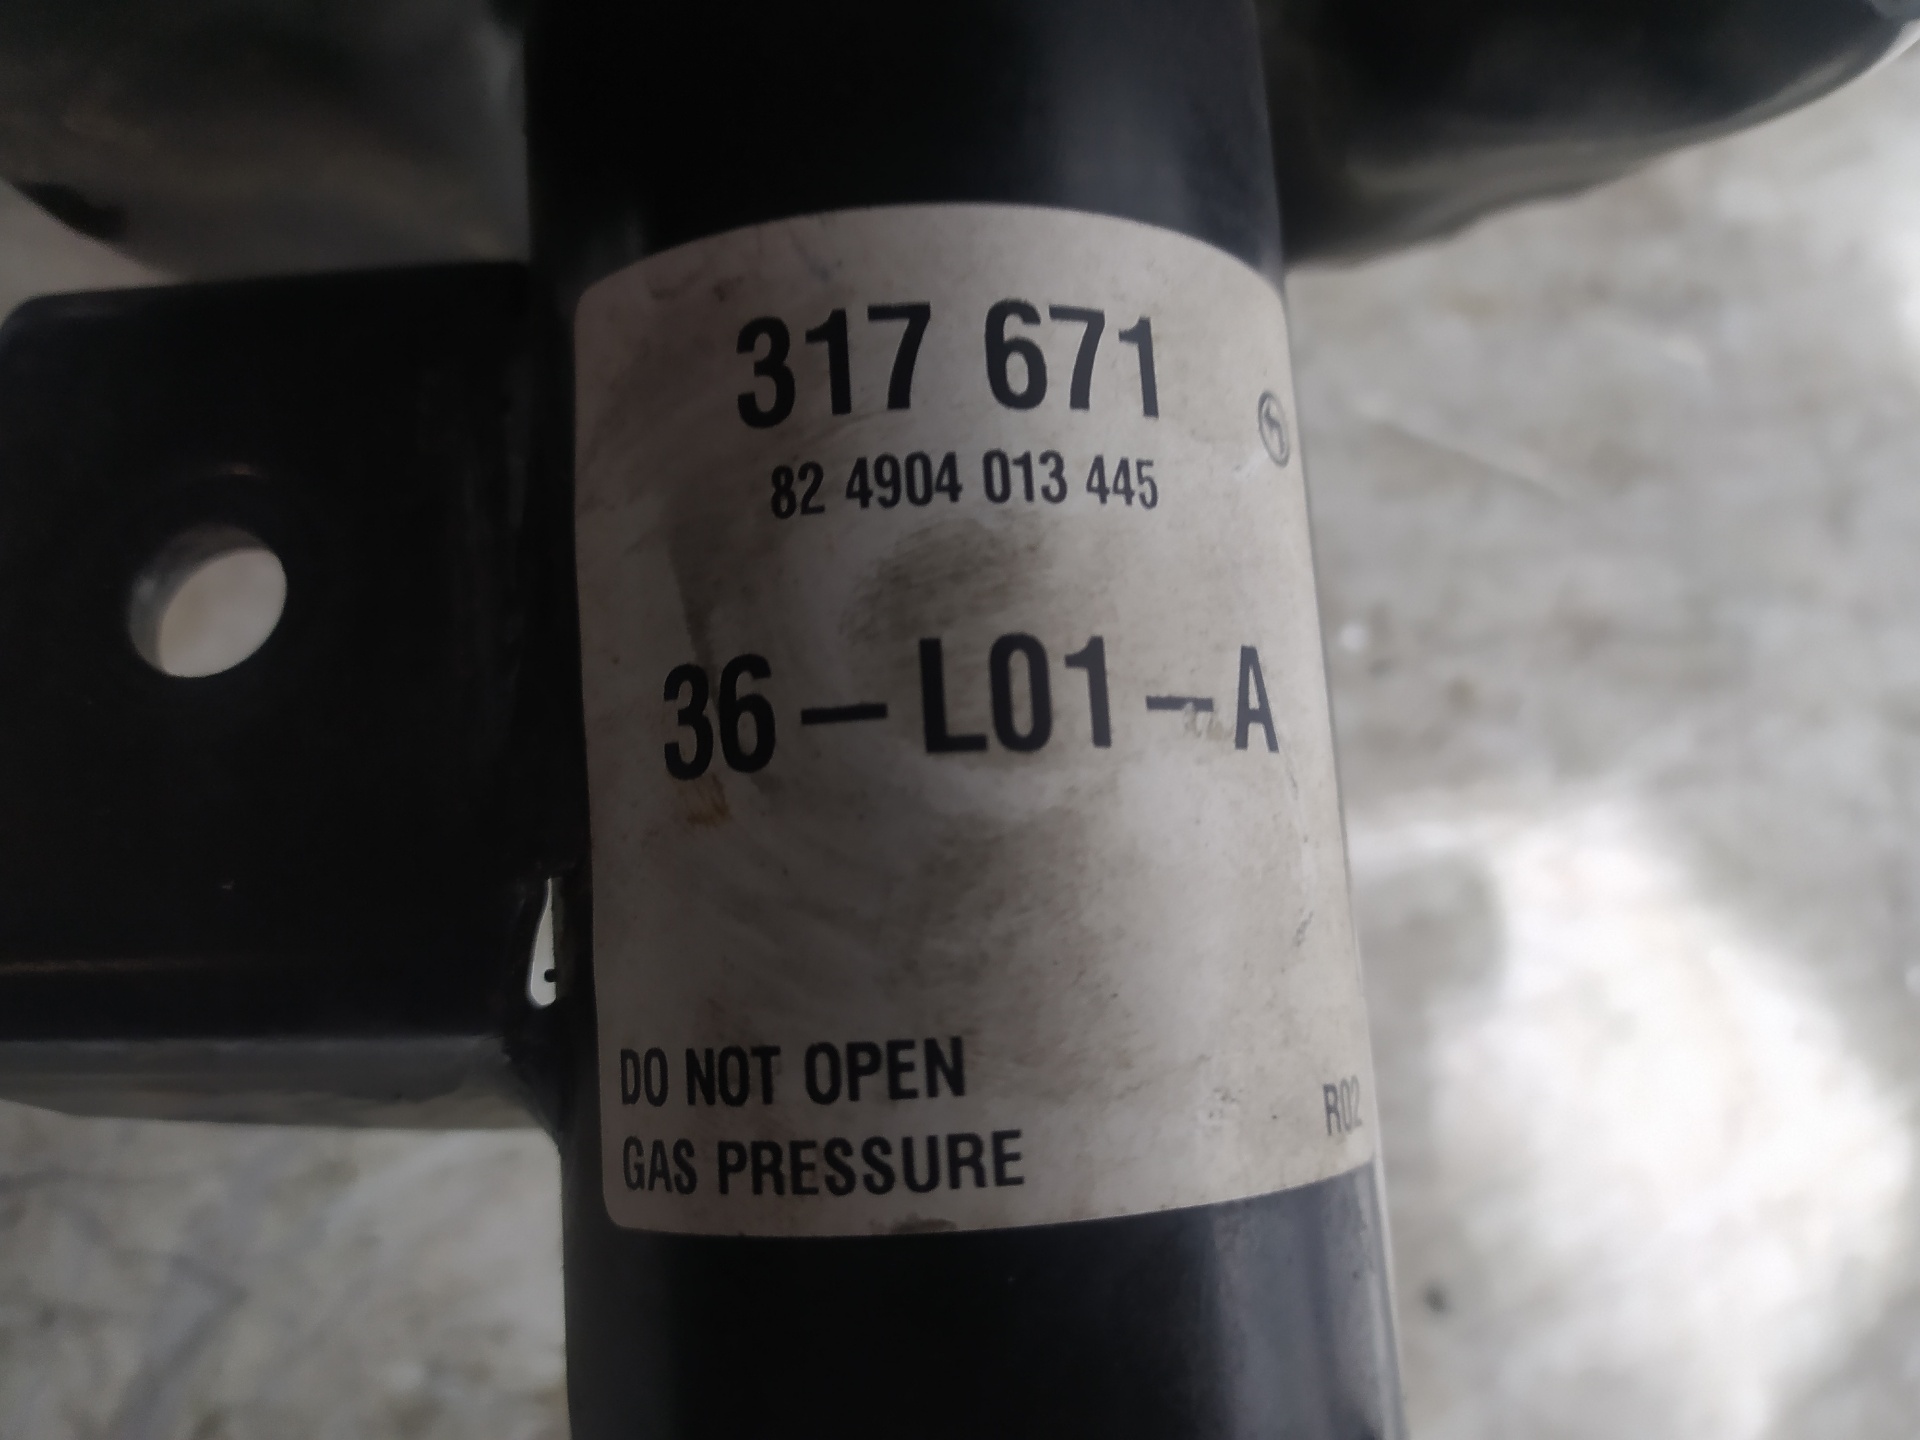 317 671
82 4904 013 445
36-L01-A
DO NOT OPEN
GAS PRESSURE
R02